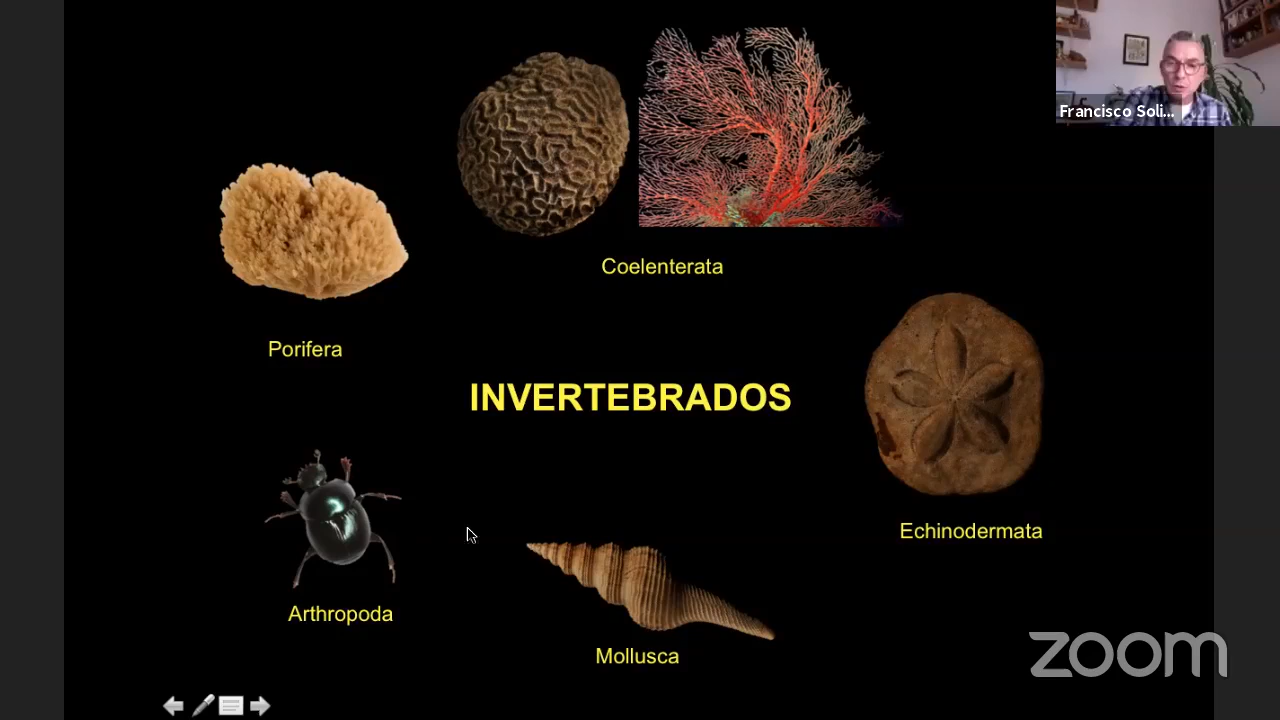 Francisco Soli...
Coelenterata
Porifera
INVERTEBRADOS
Echinodermata
Arthropoda
Mollusca
zoom